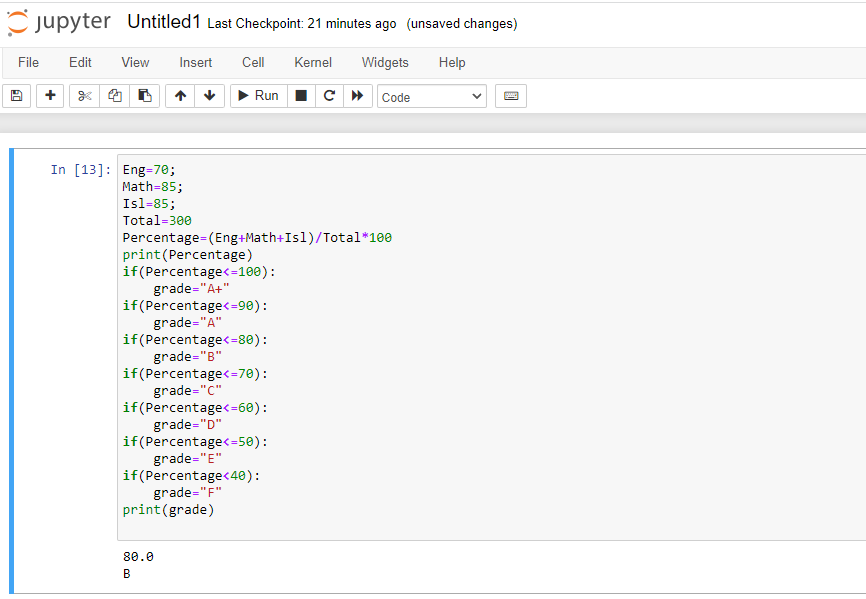 jupyter Untitled1 Last Checkpoint: 21 minutes ago (unsaved changes)
File Edit View Insert Cell Kernel Widgets Help
Run Code
In [13]: Eng=70;
Math=85;
Isl=85;
Total=300
Percentage=(Eng+Math+Isl)/Total*100
print(Percentage)
if(Percentage<=100):
    grade="A+"
if(Percentage<=90):
    grade="A"
if(Percentage<=80):
    grade="B"
if(Percentage<=70):
    grade="C"
if(Percentage<=60):
    grade="D"
if(Percentage<=50):
    grade="E"
if(Percentage<40):
    grade="F"
print(grade)
80.0
B